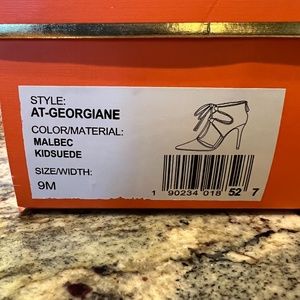 STYLE:
AT-GEORGIANE
COLOR/MATERIAL:
MALBEC
KIDSUEDE
SIZE/WIDTH:
9M
1 90234 018 52 7